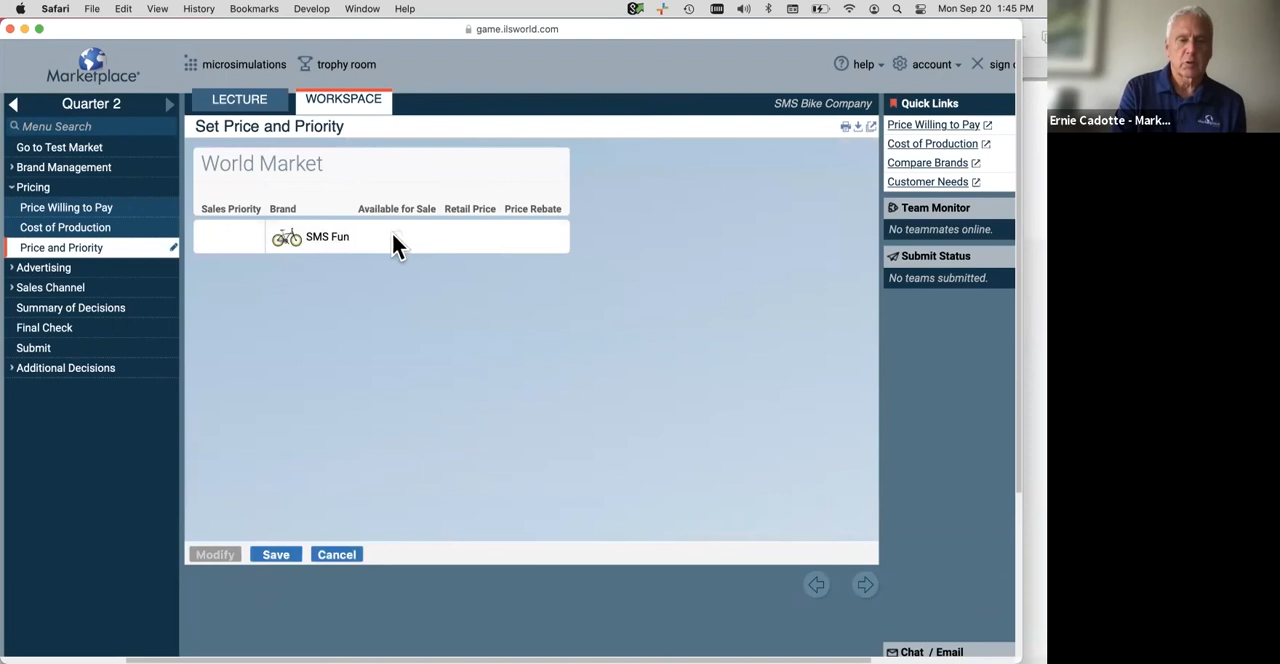 Safari File Edit View History Bookmarks Develop Window Help Mon Sep 20 1:45 PM
game.ilsworld.com
Marketplace®
microsimulations trophy room help account sign
Quarter 2
Menu Search
Go to Test Market
Brand Management
Pricing
Price Willing to Pay
Cost of Production
Price and Priority
Advertising
Sales Channel
Summary of Decisions
Final Check
Submit
Additional Decisions
LECTURE WORKSPACE SMS Bike Company
Set Price and Priority
World Market
Sales Priority Brand Available for Sale Retail Price Price Rebate
SMS Fun
Modify Save Cancel
Quick Links
Price Willing to Pay
Cost of Production
Compare Brands
Customer Needs
Team Monitor
No teammates online.
Submit Status
No teams submitted.
Chat / Email
Ernie Cadotte - Mark...